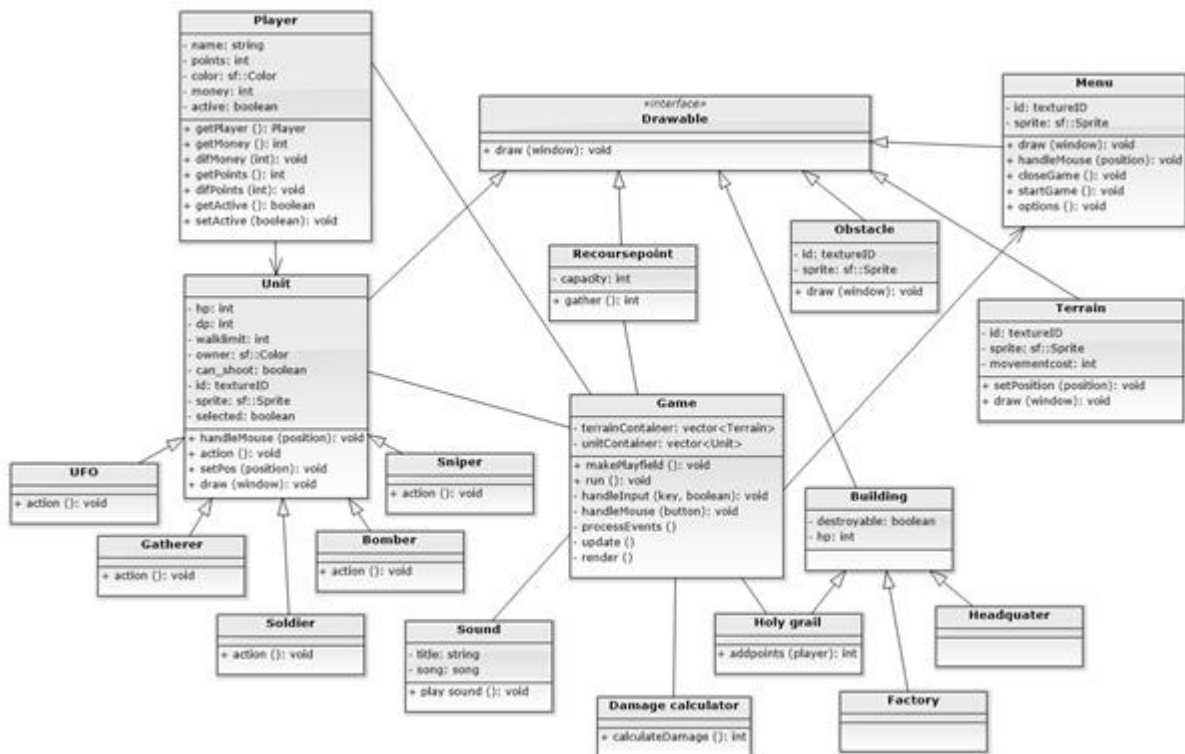 Player
- name: string
- points: int
- color: sf::Color
- money: int
- active: boolean
+ getPlayer (): Player
+ getMoney (): int
+ difMoney (int): void
+ getPoints (): int
+ difPoints (int): void
+ getActive (): boolean
+ setActive (boolean): void
«interface»
Drawable
+ draw (window): void
Menu
- id: textureID
- sprite: sf::Sprite
+ draw (window): void
+ handleMouse (position): void
+ closeGame (): void
+ startGame (): void
+ options (): void
Unit
- hp: int
- dp: int
- walklimit: int
- owner: sf::Color
- can_shoot: boolean
- id: textureID
- sprite: sf::Sprite
- selected: boolean
+ handleMouse (position): void
+ action (): void
+ setPos (position): void
+ draw (window): void
Recoursepoint
- capacity: int
+ gather (): int
Obstacle
- id: textureID
- sprite: sf::Sprite
+ draw (window): void
Terrain
- id: textureID
- sprite: sf::Sprite
- movementcost: int
+ setPosition (position): void
+ draw (window): void
Game
- terrainContainer: vector<Terrain>
- unitContainer: vector<Unit>
+ makePlayfield (): void
+ run (): void
- handleInput (key, boolean): void
- handleMouse (button): void
- processEvents ()
- update ()
- render ()
UFO
+ action (): void
Sniper
+ action (): void
Gatherer
+ action (): void
Bomber
+ action (): void
Soldier
+ action (): void
Building
- destroyable: boolean
- hp: int
Sound
- title: string
- song: song
+ play sound (): void
Holy grail
+ addpoints (player): int
Headquater
Damage calculator
+ calculateDamage (): int
Factory